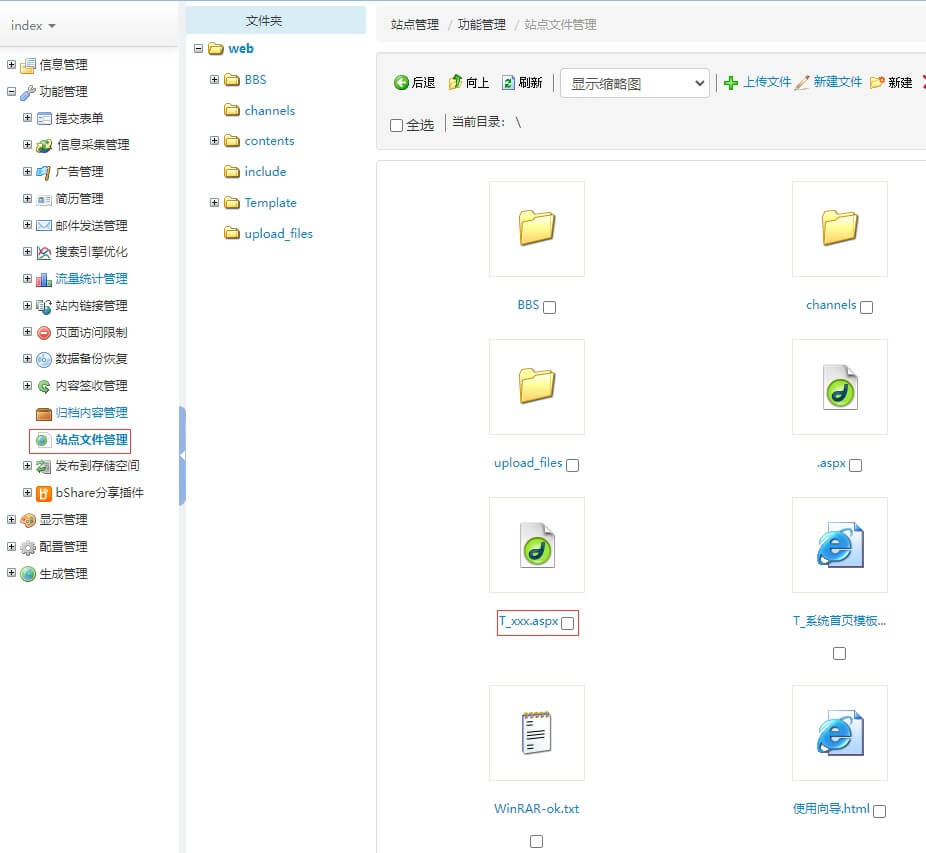 index
信息管理
功能管理
提交表单
信息采集管理
广告管理
简历管理
邮件发送管理
搜索引擎优化
流量统计管理
站内链接管理
页面访问限制
数据备份恢复
内容签收管理
归档内容管理
站点文件管理
发布到存储空间
bShare分享插件
显示管理
配置管理
生成管理
文件夹
web
BBS
channels
contents
include
Template
upload_files
站点管理 / 功能管理 / 站点文件管理
后退 向上 刷新 显示缩略图 上传文件 新建文件 新建
全选 当前目录: \
BBS channels
upload_files .aspx
T_xxx.aspx T_系统首页模板...
WinRAR-ok.txt 使用向导.html